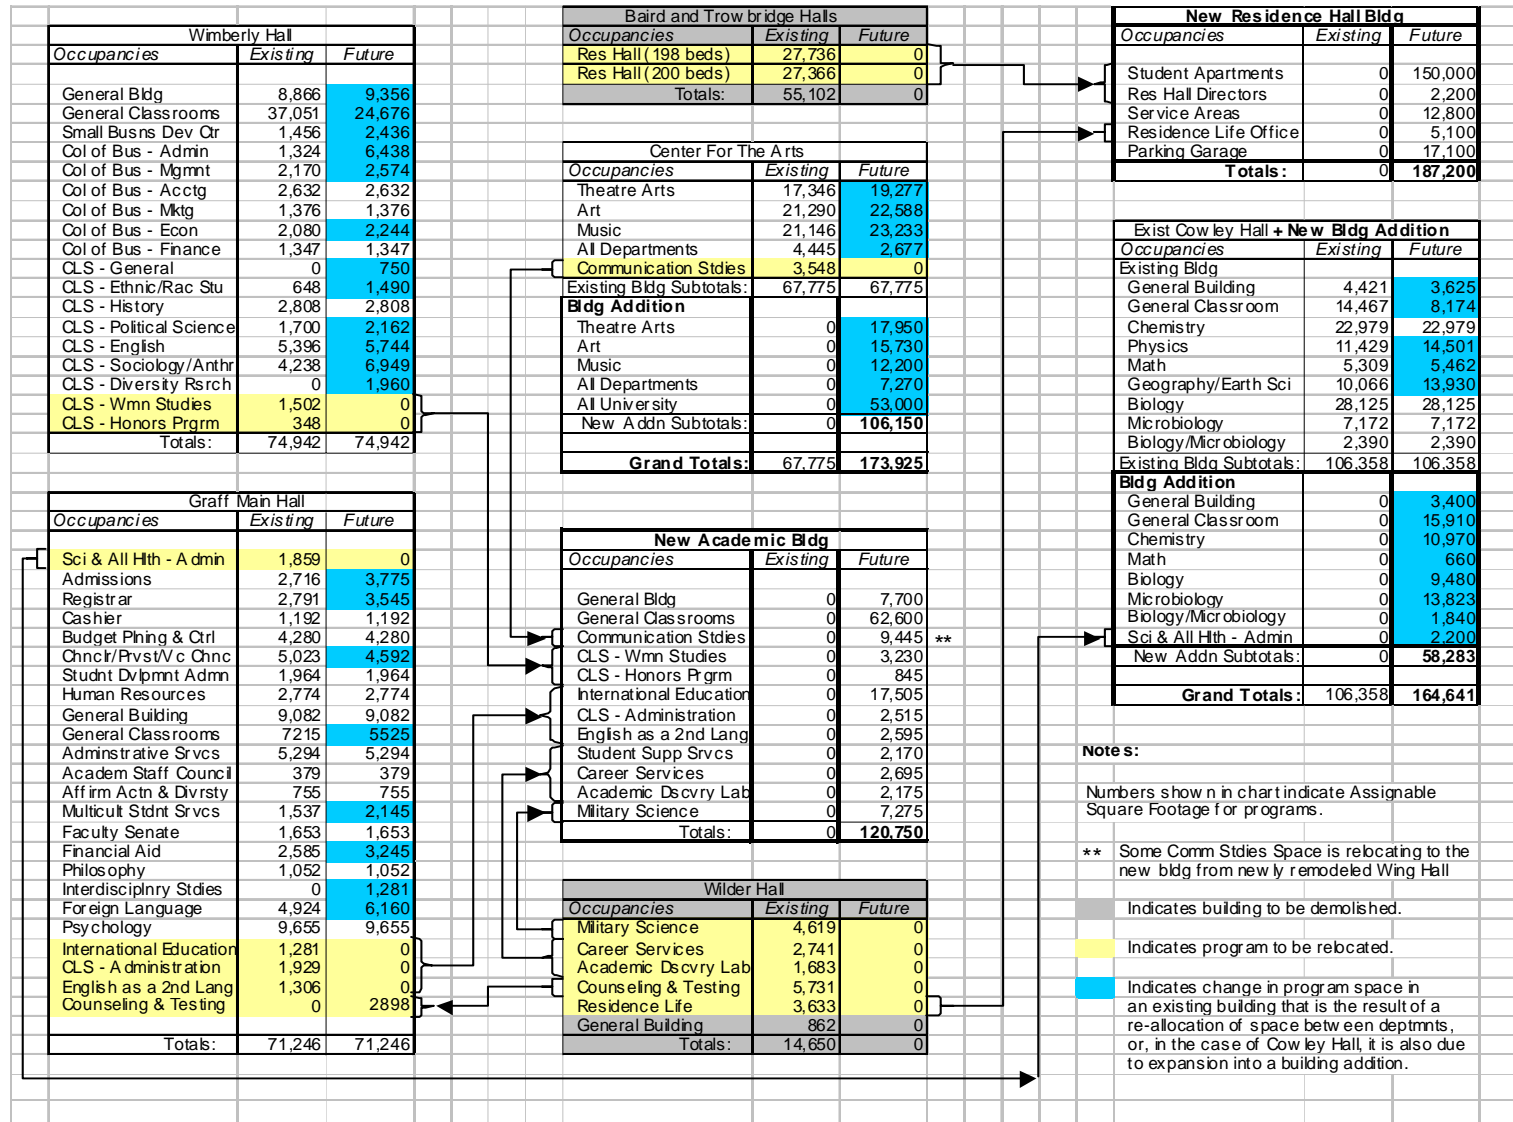 Wimberly Hall
Occupancies Existing Future
General Bldg 8,866 9,356
General Classrooms 37,051 24,676
Small Busns Dev Ctr 1,456 2,436
Col of Bus - Admin 1,324 6,438
Col of Bus - Mgmnt 2,170 2,574
Col of Bus - Acctg 2,632 2,632
Col of Bus - Mktg 1,376 1,376
Col of Bus - Econ 2,080 2,244
Col of Bus - Finance 1,347 1,347
CLS - General 0 750
CLS - Ethnic/Rac Stu 648 1,490
CLS - History 2,808 2,808
CLS - Political Science 1,700 2,162
CLS - English 5,396 5,744
CLS - Sociology/Anthr 4,238 6,949
CLS - Diversity Rsrch 0 1,960
CLS - Wmn Studies 1,502 0
CLS - Honors Prgrm 348 0
Totals: 74,942 74,942
Graff Main Hall
Occupancies Existing Future
Sci & All Hlth - Admin 1,859 0
Admissions 2,716 3,775
Registrar 2,791 3,545
Cashier 1,192 1,192
Budget Plning & Ctrl 4,280 4,280
Chnclr/Prvst/Vc Chnc 5,023 4,592
Studnt Dvlpmnt Admn 1,964 1,964
Human Resources 2,774 2,774
General Building 9,082 9,082
General Classrooms 7215 5525
Adminstrative Srvcs 5,294 5,294
Academ Staff Council 379 379
Affirm Actn & Divrsty 755 755
Multicult Stdnt Srvcs 1,537 2,145
Faculty Senate 1,653 1,653
Financial Aid 2,585 3,245
Philosophy 1,052 1,052
Interdisciplnry Stdies 0 1,281
Foreign Language 4,924 6,160
Psychology 9,655 9,655
International Education 1,281 0
CLS - Administration 1,929 0
English as a 2nd Lang 1,306 0
Counseling & Testing 0 2898
Totals: 71,246 71,246
Baird and Trowbridge Halls
Occupancies Existing Future
Res Hall (198 beds) 27,736 0
Res Hall (200 beds) 27,366 0
Totals: 55,102 0
Center For The Arts
Occupancies Existing Future
Theatre Arts 17,346 19,277
Art 21,290 22,588
Music 21,146 23,233
All Departments 4,445 2,677
Communication Stdies 3,548 0
Existing Bldg Subtotals: 67,775 67,775
Bldg Addition
Theatre Arts 0 17,950
Art 0 15,730
Music 0 12,200
All Departments 0 7,270
All University 0 53,000
New Addn Subtotals: 0 106,150
Grand Totals: 67,775 173,925
New Academic Bldg
Occupancies Existing Future
General Bldg 0 7,700
General Classrooms 0 62,600
Communication Stdies 0 9,445 **
CLS - Wmn Studies 0 3,230
CLS - Honors Prgrm 0 845
International Education 0 17,505
CLS - Administration 0 2,515
English as a 2nd Lang 0 2,595
Student Supp Srvcs 0 2,170
Career Services 0 2,695
Academic Dscvry Lab 0 2,175
Military Science 0 7,275
Totals: 0 120,750
Wilder Hall
Occupancies Existing Future
Military Science 4,619 0
Career Services 2,741 0
Academic Dscvry Lab 1,683 0
Counseling & Testing 5,731 0
Residence Life 3,633 0
General Building 862 0
Totals: 14,650 0
New Residence Hall Bldg
Occupancies Existing Future
Student Apartments 0 150,000
Res Hall Directors 0 2,200
Service Areas 0 12,800
Residence Life Office 0 5,100
Parking Garage 0 17,100
Totals: 0 187,200
Exist Cowley Hall + New Bldg Addition
Occupancies Existing Future
Existing Bldg
General Building 4,421 3,625
General Classroom 14,467 8,174
Chemistry 22,979 22,979
Physics 11,429 14,501
Math 5,309 5,462
Geography/Earth Sci 10,066 13,930
Biology 28,125 28,125
Microbiology 7,172 7,172
Biology/Microbiology 2,390 2,390
Existing Bldg Subtotals: 106,358 106,358
Bldg Addition
General Building 0 3,400
General Classroom 0 15,910
Chemistry 0 10,970
Math 0 660
Biology 0 9,480
Microbiology 0 13,823
Biology/Microbiology 0 1,840
Sci & All Hlth - Admin 0 2,200
New Addn Subtotals: 0 58,283
Grand Totals: 106,358 164,641
Notes:
Numbers shown in chart indicate Assignable
Square Footage for programs.
** Some Comm Stdies Space is relocating to the
new bldg from newly remodeled Wing Hall
Indicates building to be demolished.
Indicates program to be relocated.
Indicates change in program space in
an existing building that is the result of a
re-allocation of space between deptmnts,
or, in the case of Cowley Hall, it is also due
to expansion into a building addition.